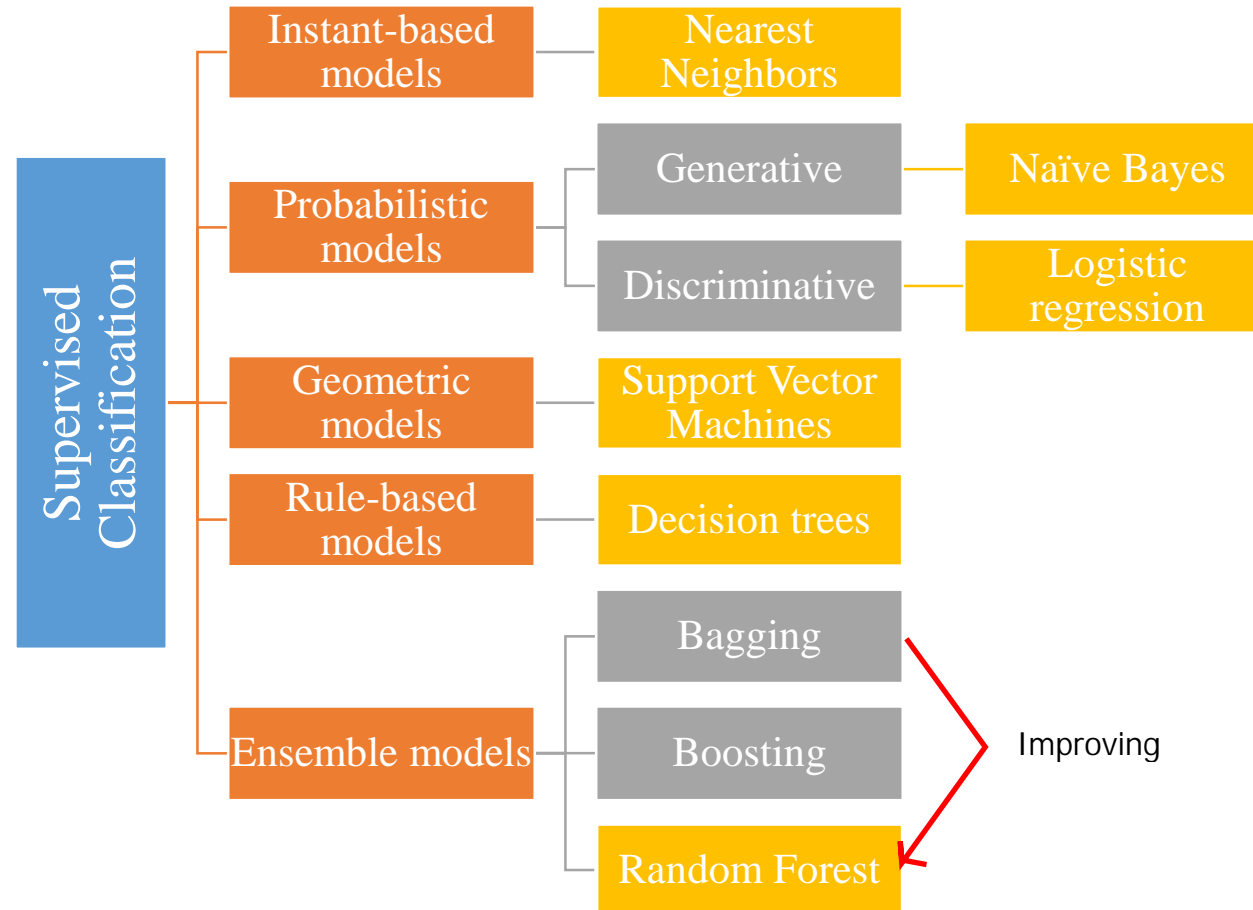 Supervised
Classification
Instant-based
models
Nearest
Neighbors
Probabilistic
models
Generative
Naïve Bayes
Discriminative
Logistic
regression
Geometric
models
Support Vector
Machines
Rule-based
models
Decision trees
Ensemble models
Bagging
Boosting
Random Forest
Improving